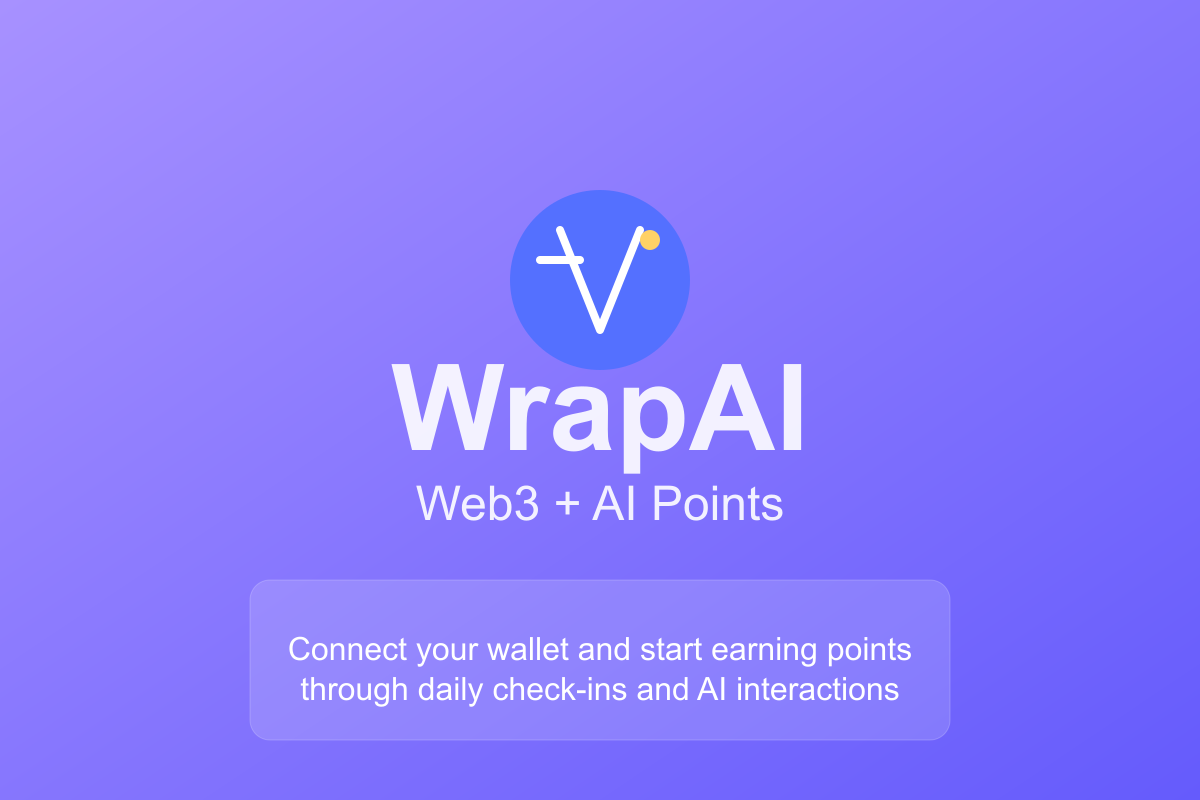 WrapAI
Web3 + AI Points
Connect your wallet and start earning points
through daily check-ins and AI interactions